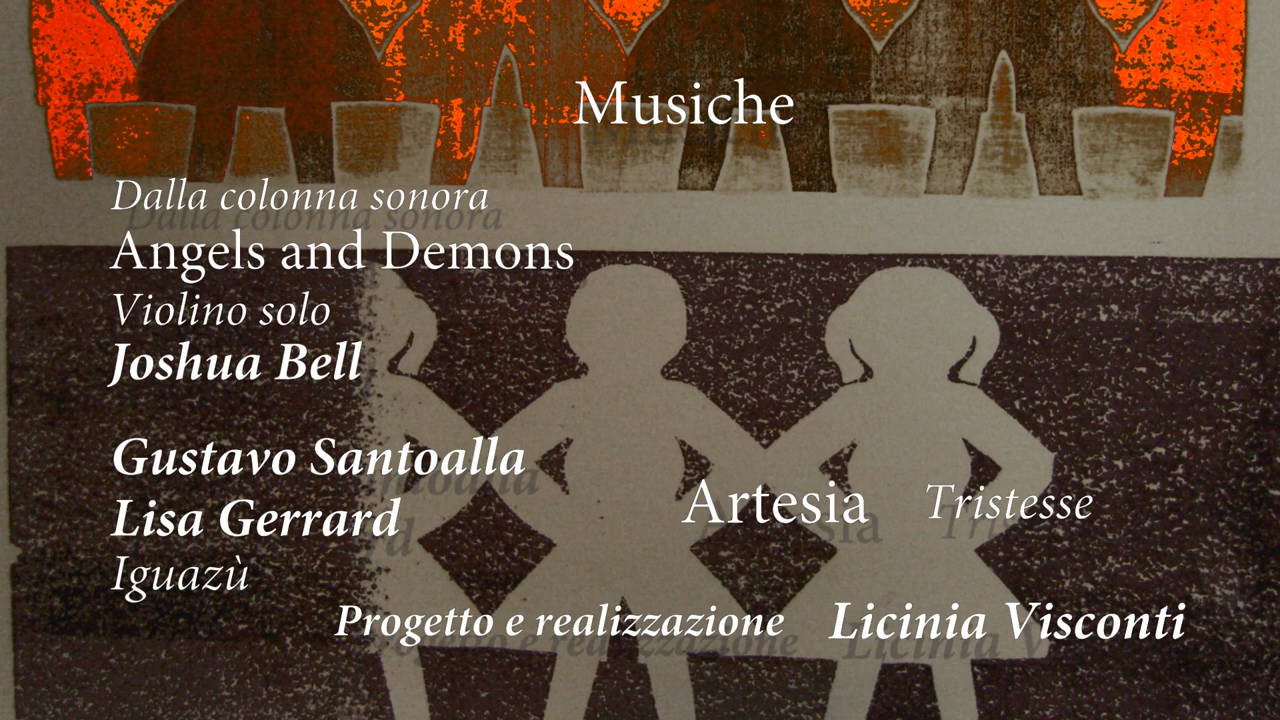 Musiche
Dalla colonna sonora
Angels and Demons
Violino solo
Joshua Bell
Gustavo Santoalla
Lisa Gerrard
Iguazù
Artesia Tristesse
Progetto e realizzazione Licinia Visconti